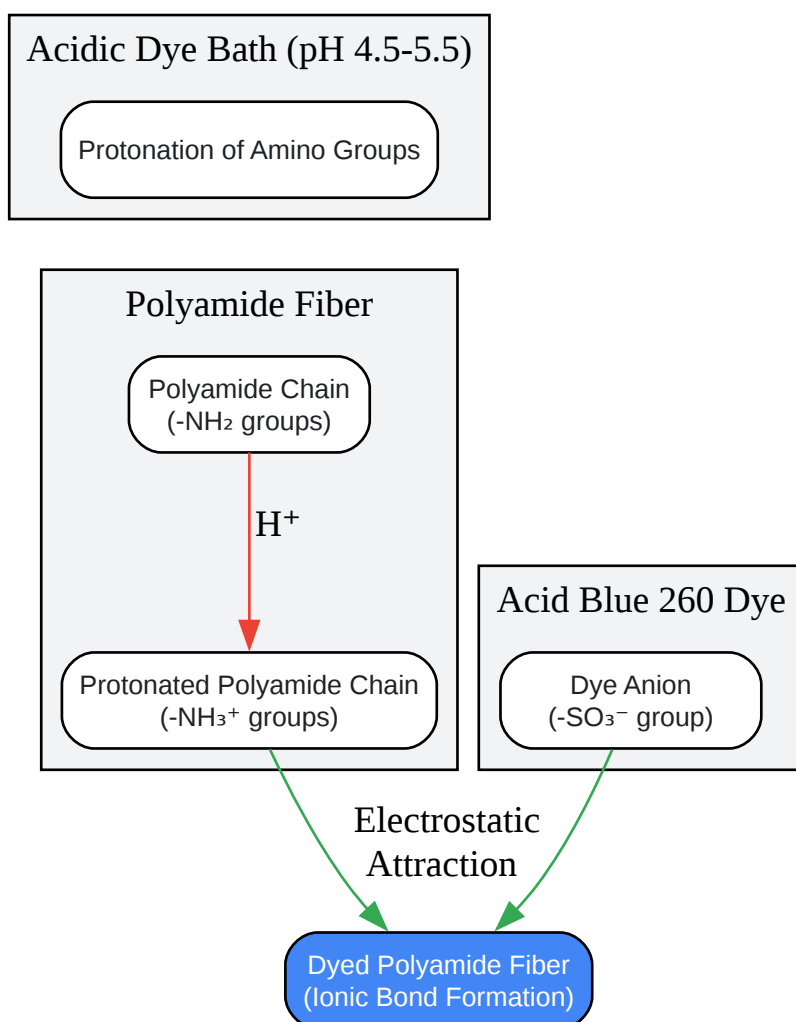 Acidic Dye Bath (pH 4.5-5.5)
Protonation of Amino Groups
Polyamide Fiber
Polyamide Chain
(-NH₂ groups)
H⁺
Acid Blue 260 Dye
Protonated Polyamide Chain
(-NH₃⁺ groups)
Dye Anion
(-SO₃⁻ group)
Electrostatic
Attraction
Dyed Polyamide Fiber
(Ionic Bond Formation)